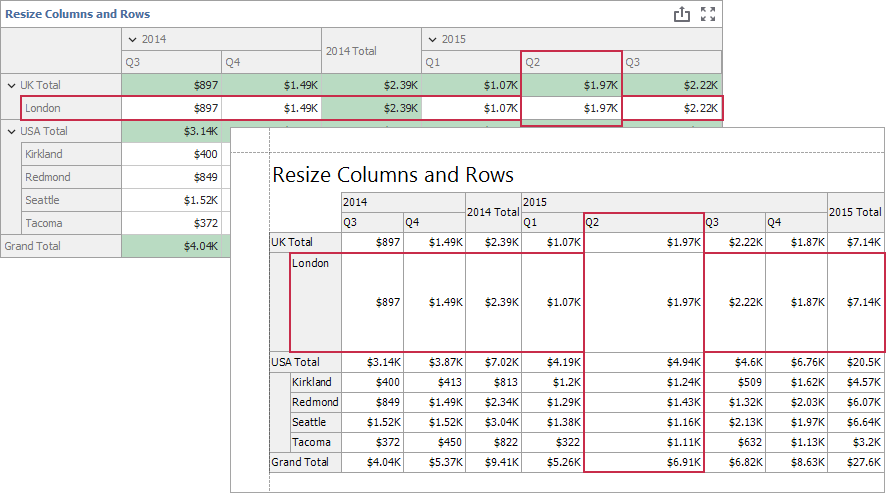 Resize Columns and Rows
2014 2014 Total 2015
Q3 Q4 Q1 Q2 Q3
UK Total $897 $1.49K $2.39K $1.07K $1.97K $2.22K
London $897 $1.49K $2.39K $1.07K $1.97K $2.22K
USA Total $3.14K
Kirkland $400
Redmond $849
Seattle $1.52K
Tacoma $372
Grand Total $4.04K
Resize Columns and Rows
2014 2014 Total 2015 2015 Total
Q3 Q4 Q1 Q2 Q3 Q4
UK Total $897 $1.49K $2.39K $1.07K $1.97K $2.22K $1.87K $7.14K
London $897 $1.49K $2.39K $1.07K $1.97K $2.22K $1.87K $7.14K
USA Total $3.14K $3.87K $7.02K $4.19K $4.94K $4.6K $6.76K $20.5K
Kirkland $400 $413 $813 $1.2K $1.24K $509 $1.62K $4.57K
Redmond $849 $1.49K $2.34K $1.29K $1.43K $1.32K $2.03K $6.07K
Seattle $1.52K $1.52K $3.04K $1.38K $1.16K $2.13K $1.97K $6.64K
Tacoma $372 $450 $822 $322 $1.11K $632 $1.13K $3.2K
Grand Total $4.04K $5.37K $9.41K $5.26K $6.91K $6.82K $8.63K $27.6K